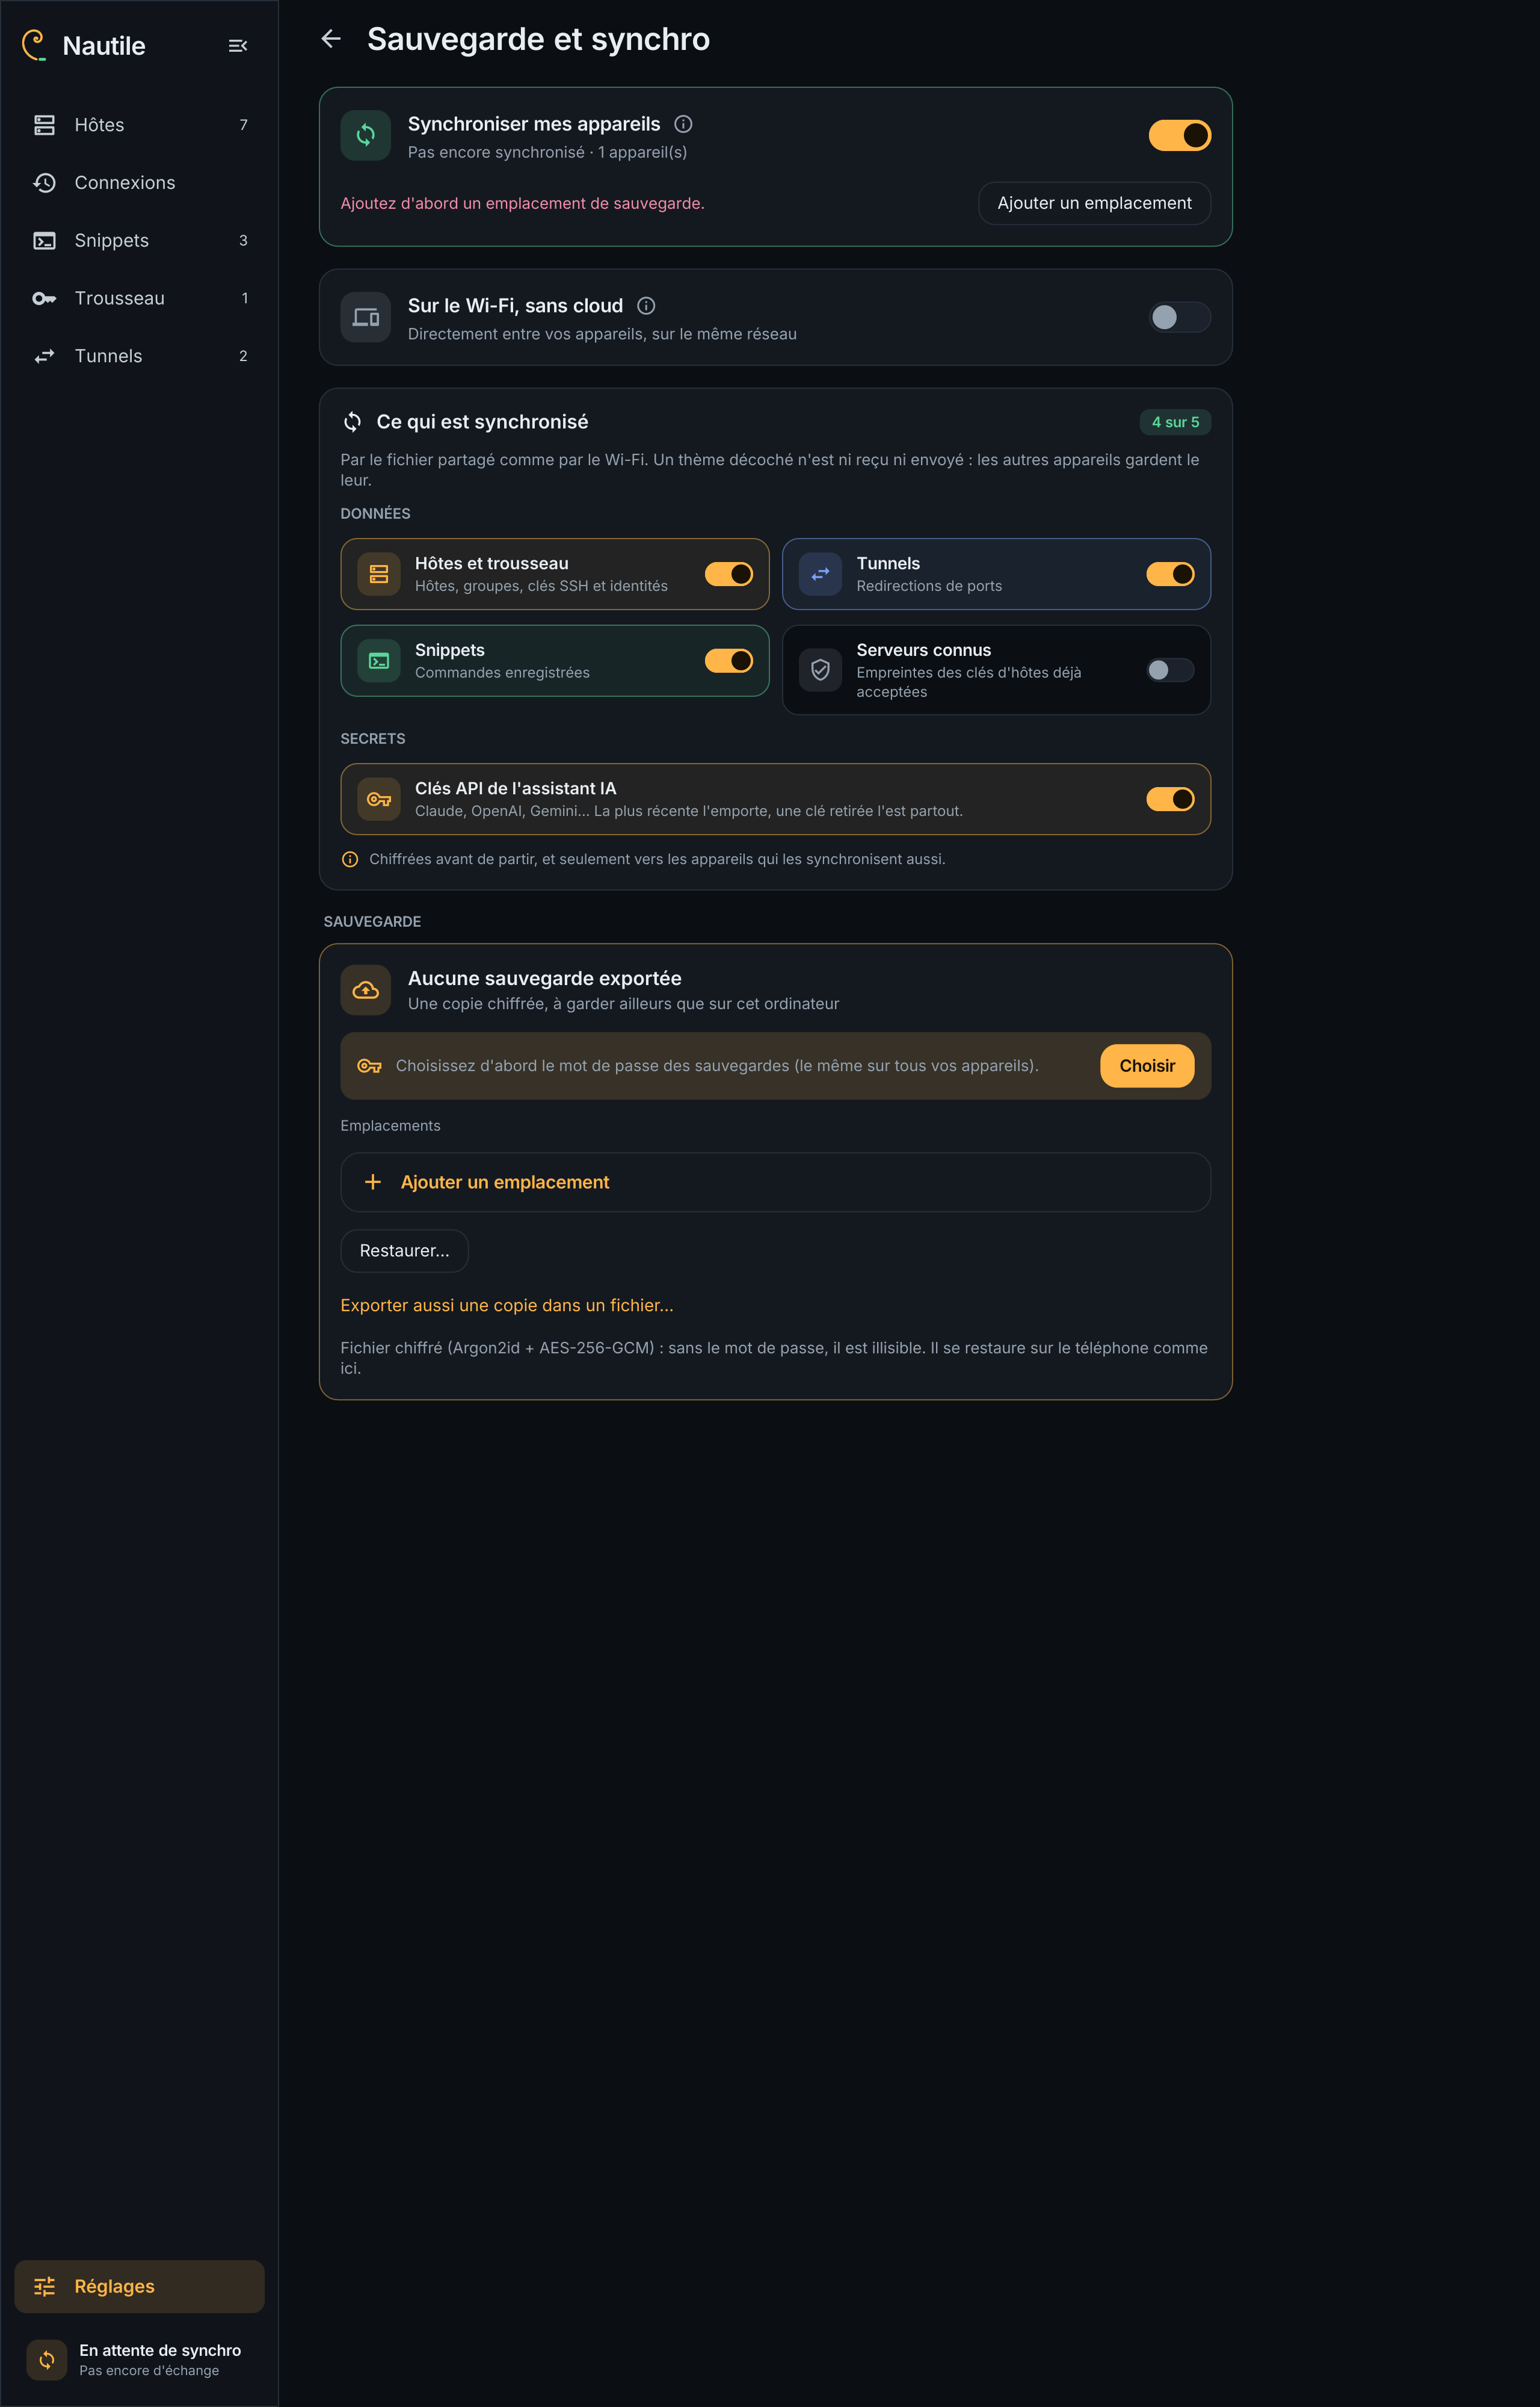 Nautile
Hôtes 7
Connexions
Snippets 3
Trousseau 1
Tunnels 2
Réglages
En attente de synchro
Pas encore d'échange
Sauvegarde et synchro
Synchroniser mes appareils
Pas encore synchronisé · 1 appareil(s)
Ajoutez d'abord un emplacement de sauvegarde.
Ajouter un emplacement
Sur le Wi-Fi, sans cloud
Directement entre vos appareils, sur le même réseau
Ce qui est synchronisé
4 sur 5
Par le fichier partagé comme par le Wi-Fi. Un thème décoché n'est ni reçu ni envoyé : les autres appareils gardent le
leur.
DONNÉES
Hôtes et trousseau
Hôtes, groupes, clés SSH et identités
Tunnels
Redirections de ports
Snippets
Commandes enregistrées
Serveurs connus
Empreintes des clés d'hôtes déjà
acceptées
SECRETS
Clés API de l'assistant IA
Claude, OpenAI, Gemini... La plus récente l'emporte, une clé retirée l'est partout.
Chiffrées avant de partir, et seulement vers les appareils qui les synchronisent aussi.
SAUVEGARDE
Aucune sauvegarde exportée
Une copie chiffrée, à garder ailleurs que sur cet ordinateur
Choisissez d'abord le mot de passe des sauvegardes (le même sur tous vos appareils).
Choisir
Emplacements
Ajouter un emplacement
Restaurer...
Exporter aussi une copie dans un fichier...
Fichier chiffré (Argon2id + AES-256-GCM) : sans le mot de passe, il est illisible. Il se restaure sur le téléphone comme
ici.